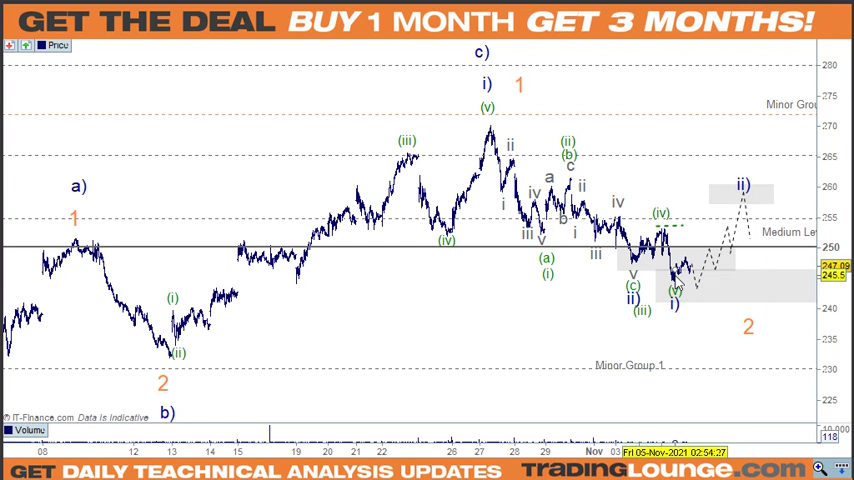 GET THE DEAL BUY 1 MONTH GET 3 MONTHS!
Price
c)
280
i)
1
275
(v)
Minor Grou
270
(iii)
ii
(ii)
(b)
265
c
a)
iv
a
ii
260
ii)
1
i
iv
(iv)
255
b
i
Medium Le
iii
v
250
(iv)
iii
(a)
247.09
(i)
(i)
v
245.5
(i)
(c)
(v)
ii)
(iii)
i)
240
(ii)
235
2
2
Minor Group 1
230
b)
225
© IT-Finance.com Data Is Indicative
Volume
10,000
118
08
12
13
14
15
19
20
21
22
26
27
28
29
Nov
03
Fri 05-Nov-2021 02:54:27
GET DAILY TEACHNICAL ANALYSIS UPDATES TRADINGLOUNGE.com